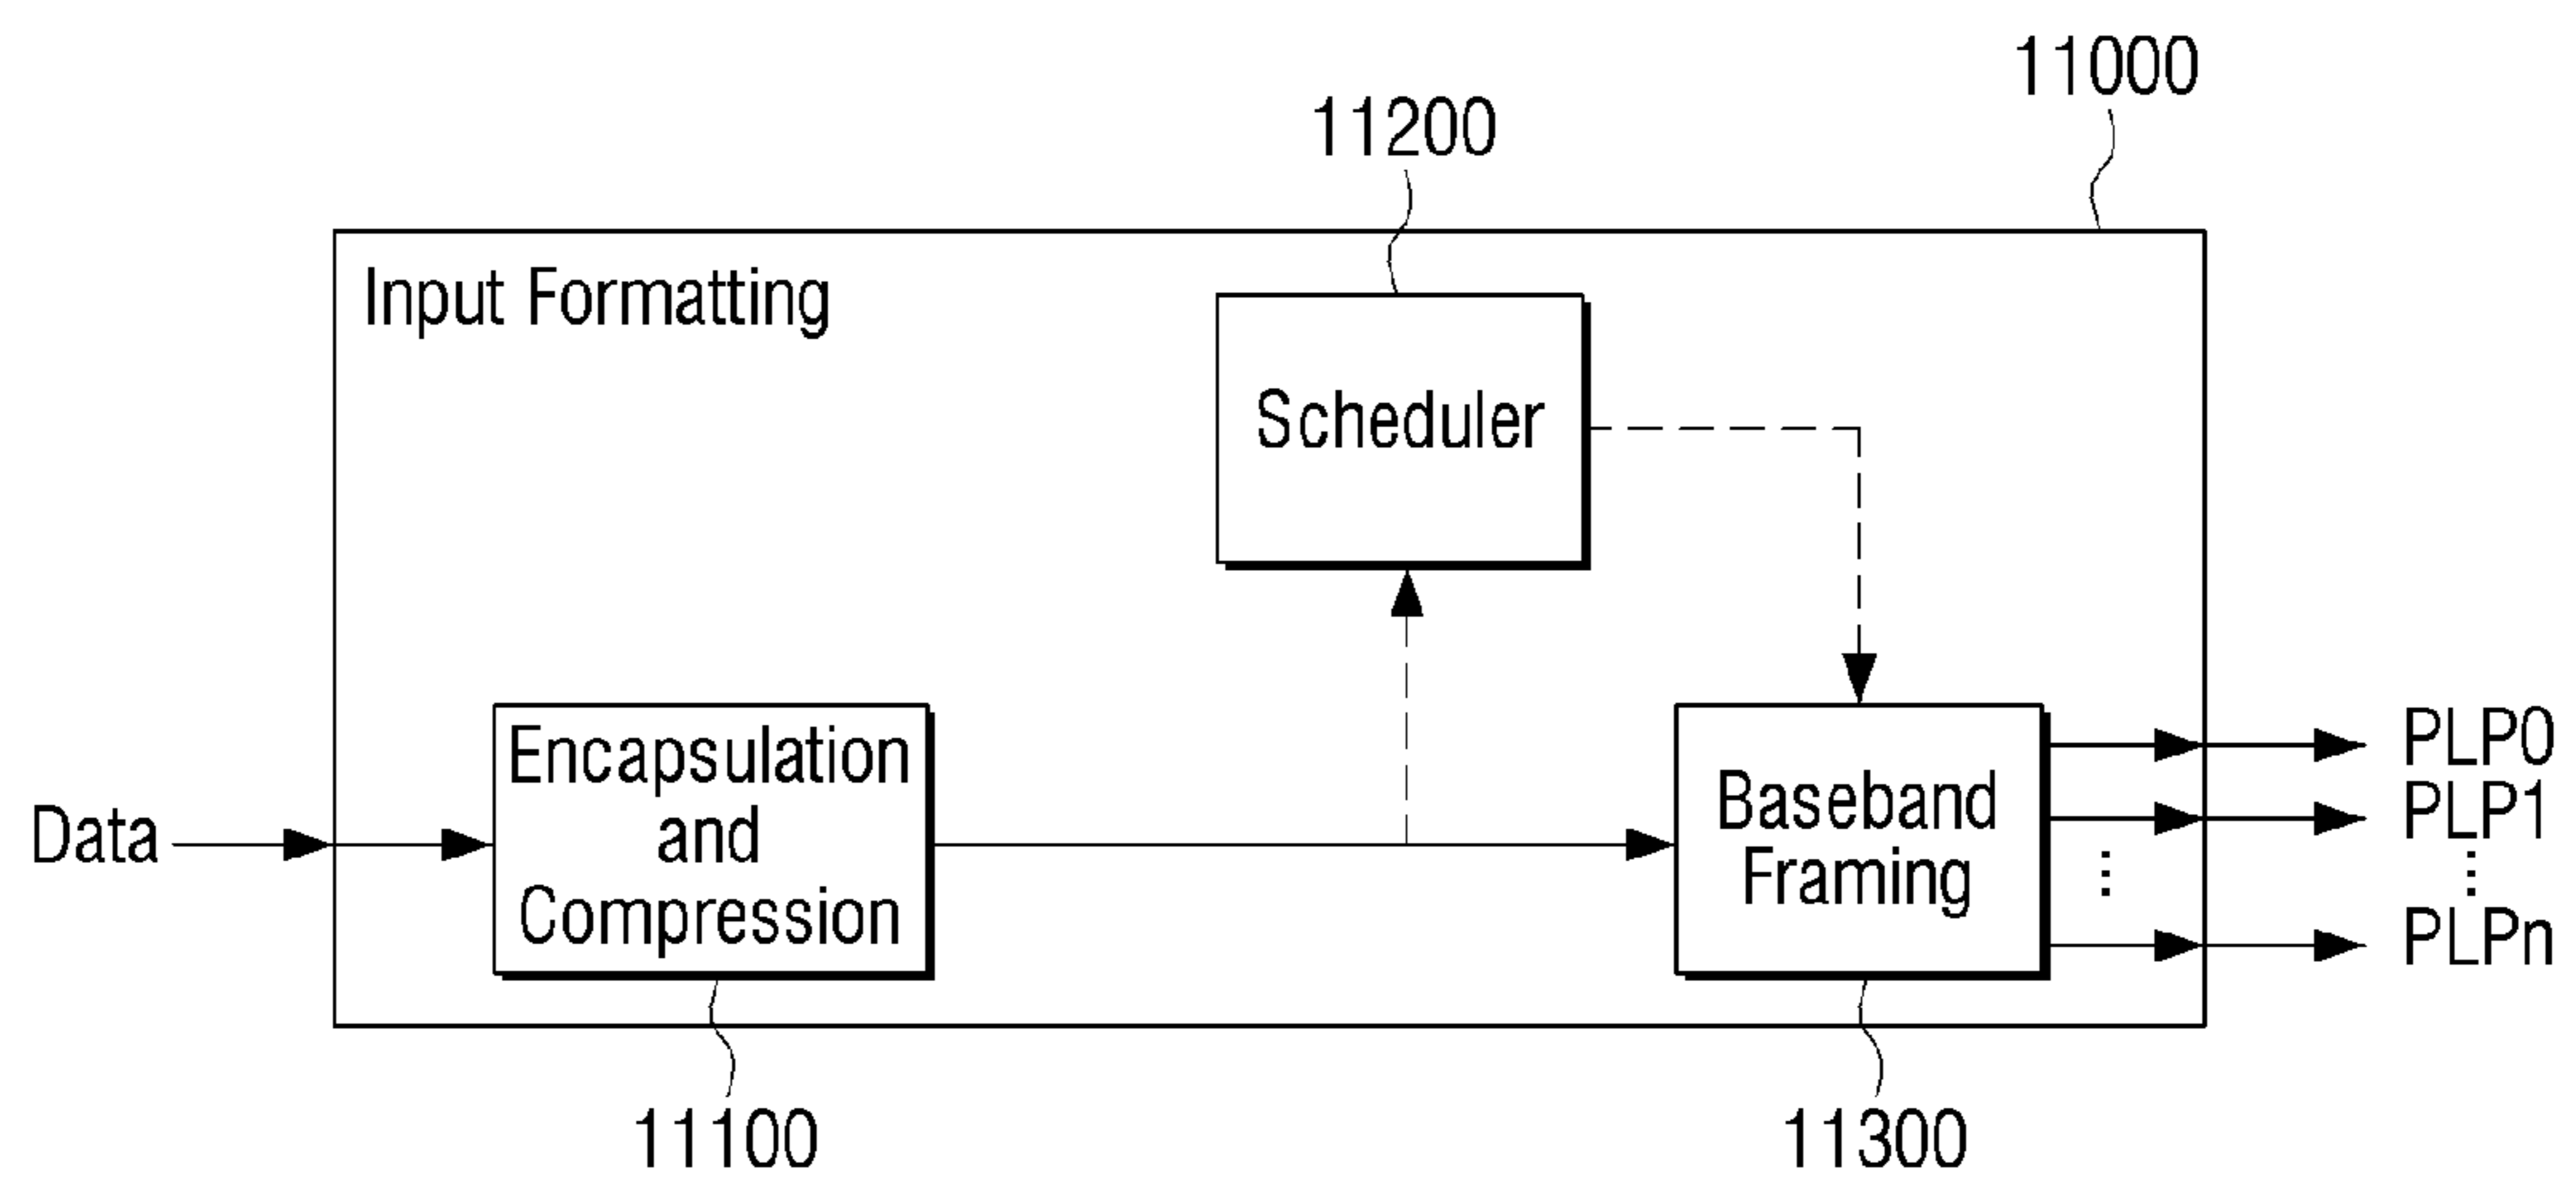 11000
11200
Input Formatting
Scheduler
Encapsulation
and
Compression
Data
Baseband
Framing
PLP0
PLP1
PLPn
11100
11300